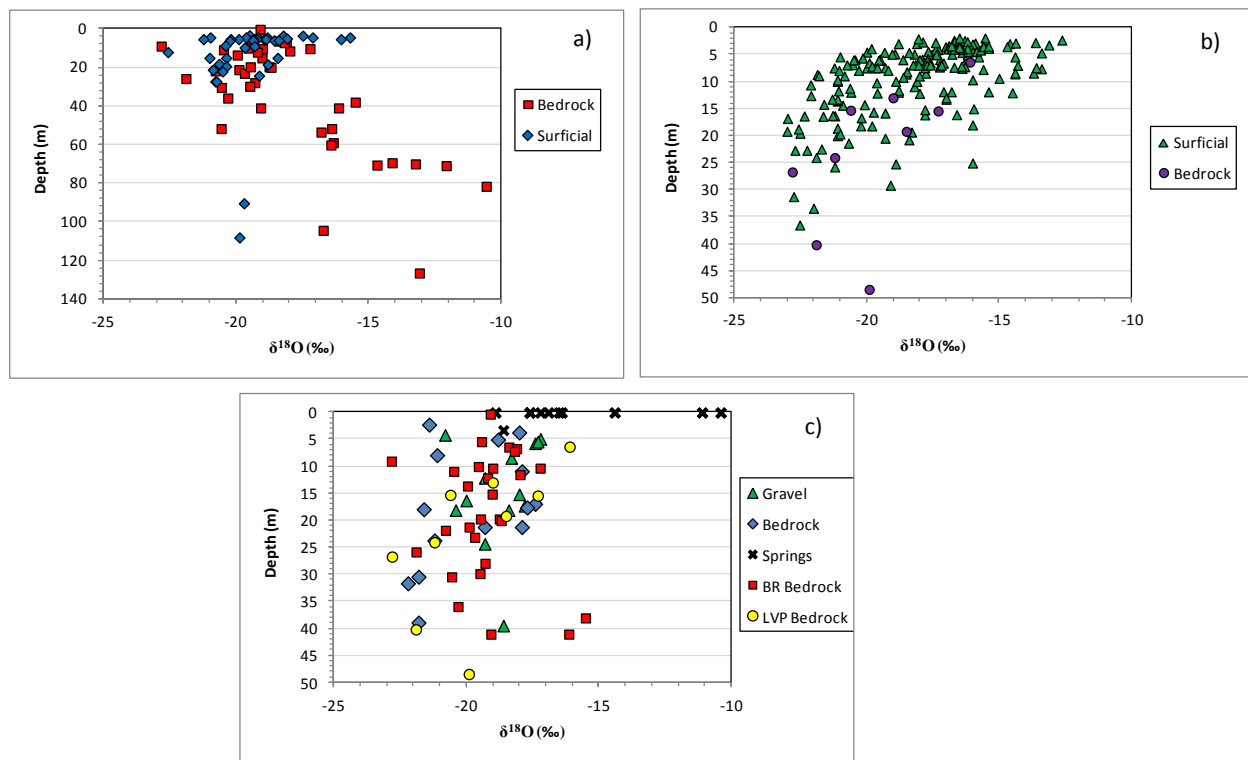 a)
0
20
40
60
80
100
120
140
Depth (m)
-25 -20 -15 -10
δ18O (‰)
Bedrock
Surficial
b)
0
5
10
15
20
25
30
35
40
45
50
Depth (m)
-25 -20 -15 -10
δ18O (‰)
Surficial
Bedrock
c)
0
5
10
15
20
25
30
35
40
45
50
Depth (m)
-25 -20 -15 -10
δ18O (‰)
Gravel
Bedrock
Springs
BR Bedrock
LVP Bedrock